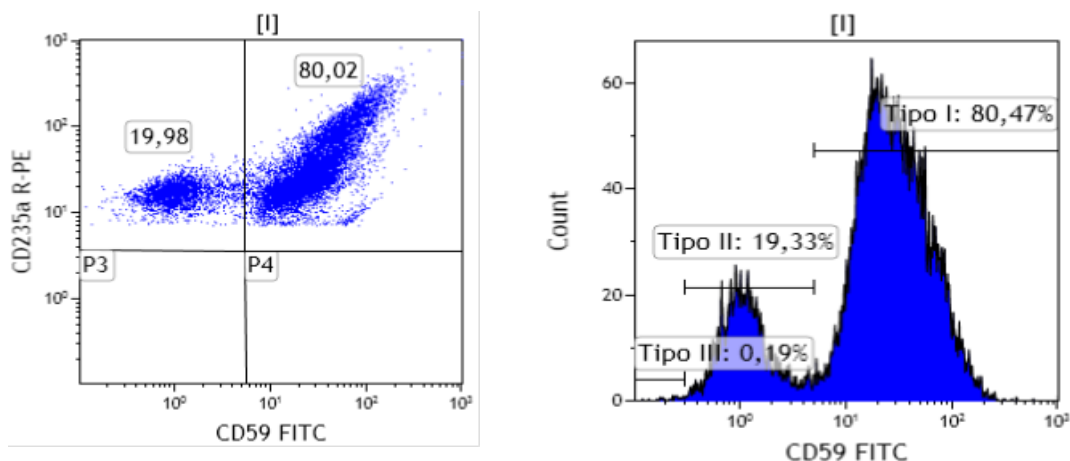 [I]
10³
80,02
19,98
10²
10¹
10⁰
CD235a R-PE
P3
P4
10⁰
10¹
10²
10³
CD59 FITC
[I]
60
Tipo I: 80,47%
40
Tipo II: 19,33%
20
Tipo III: 0,19%
0
Count
10⁰
10¹
10²
10³
CD59 FITC